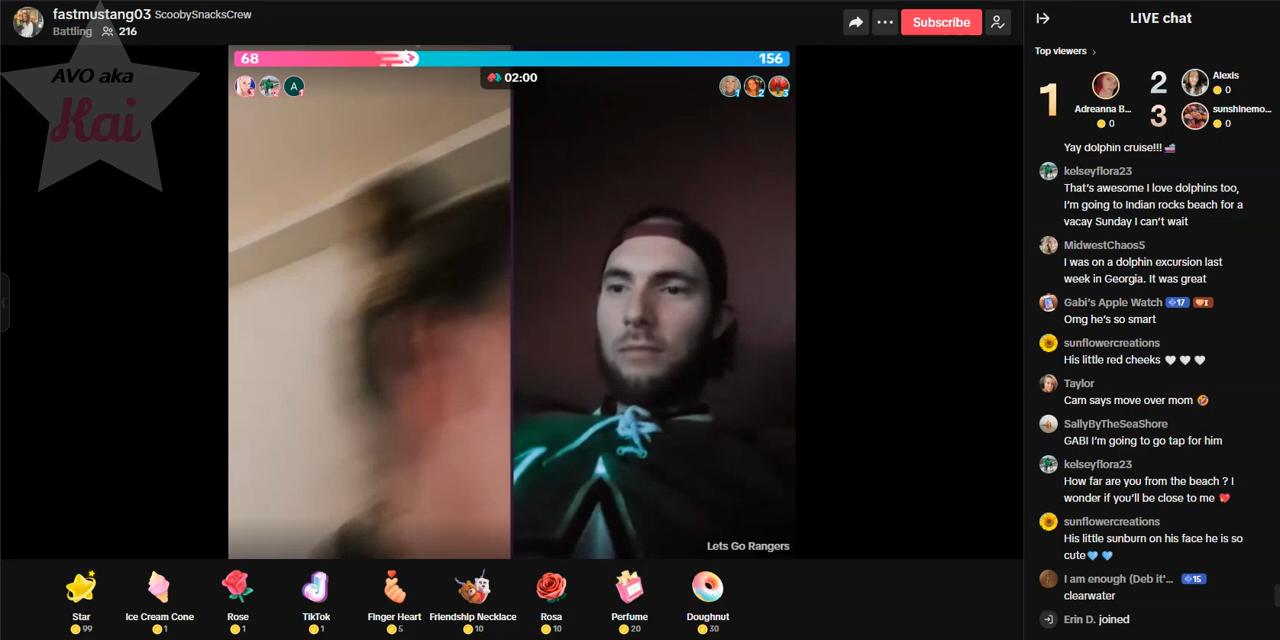 fastmustang03 ScoobySnacksCrew
Battling 216
Subscribe
AVO aka
Kai
68
156
02:00
A
Lets Go Rangers
Star
99
Ice Cream Cone
1
Rose
1
TikTok
1
Finger Heart
5
Friendship Necklace
10
Rosa
10
Perfume
20
Doughnut
30
LIVE chat
Top viewers
1
Adreanna B...
0
2
Alexis
0
3
sunshinemo...
0
Yay dolphin cruise!!!
kelseyflora23
That's awesome I love dolphins too,
I'm going to Indian rocks beach for a
vacay Sunday I can't wait
MidwestChaos5
I was on a dolphin excursion last
week in Georgia. It was great
Gabi's Apple Watch 17 I
Omg he's so smart
sunflowercreations
His little red cheeks
Taylor
Cam says move over mom
SallyByTheSeaShore
GABI I'm going to go tap for him
kelseyflora23
How far are you from the beach ? I
wonder if you'll be close to me
sunflowercreations
His little sunburn on his face he is so
cute
I am enough (Deb it'... 15
clearwater
Erin D. joined